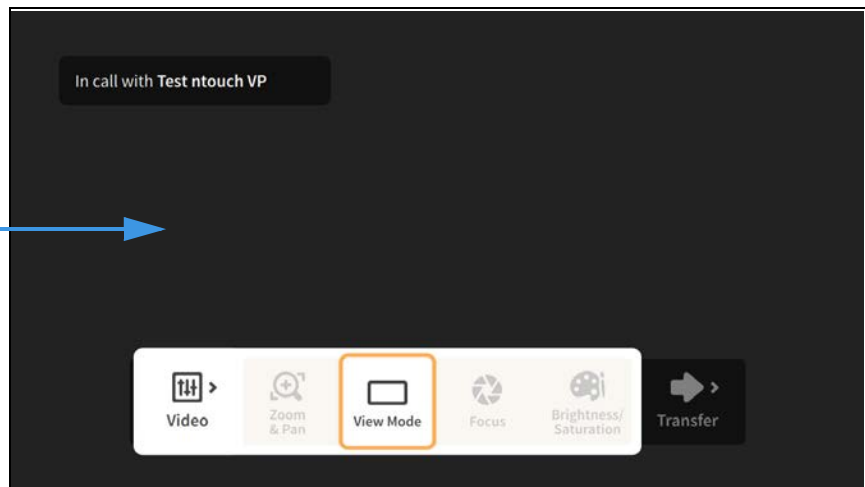 In call with Test ntouch VP
Video
Zoom
& Pan
View Mode
Focus
Brightness/
Saturation
Transfer